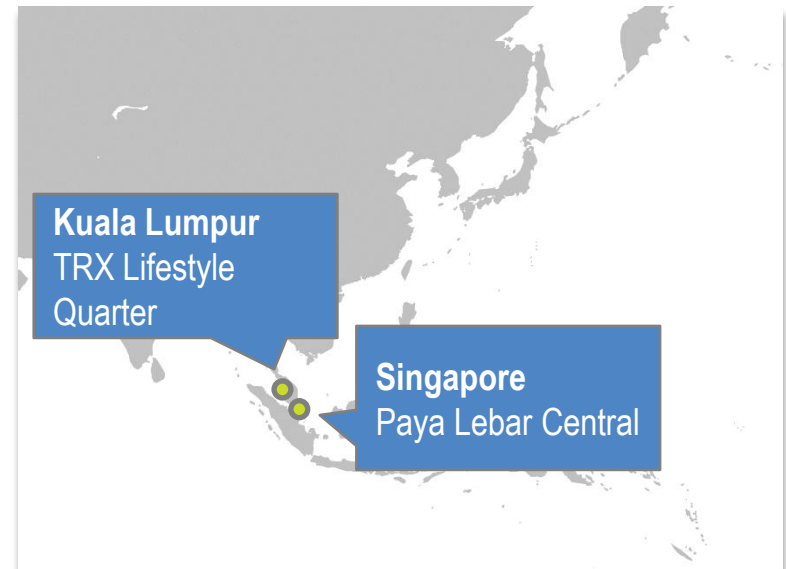 Kuala Lumpur
TRX Lifestyle
Quarter
Singapore
Paya Lebar Central